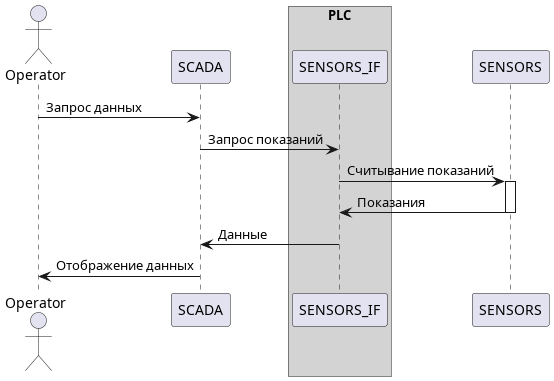 PLC
Operator
SCADA
SENSORS_IF
SENSORS
Запрос данных
Запрос показаний
Считывание показаний
Показания
Данные
Отображение данных
Operator
SCADA
SENSORS_IF
SENSORS